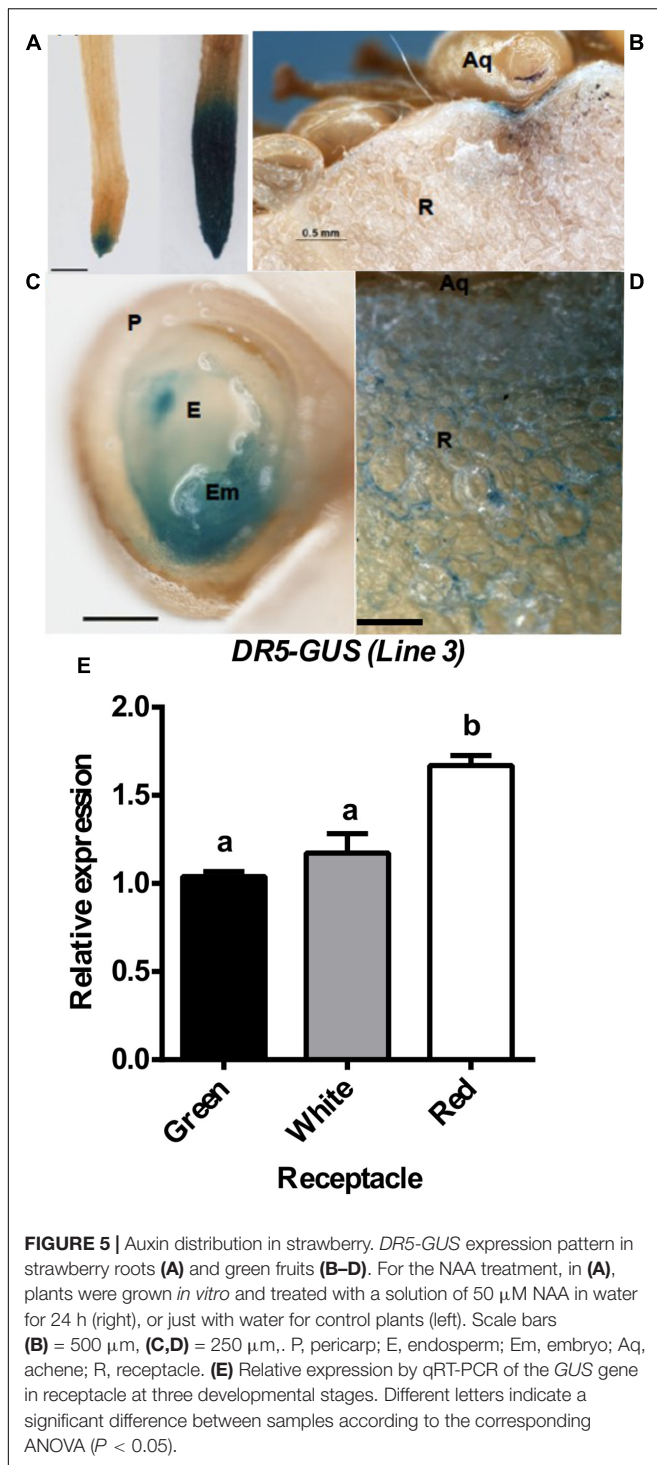 A
B
Aq
R
0.5 mm
C
D
P
E
Em
Aq
R
DR5-GUS (Line 3)
E
Relative expression
2.0
1.5
1.0
0.5
0.0
a
a
b
Green
White
Red
Receptacle
FIGURE 5 | Auxin distribution in strawberry. DR5-GUS expression pattern in
strawberry roots (A) and green fruits (B–D). For the NAA treatment, in (A),
plants were grown in vitro and treated with a solution of 50 μM NAA in water
for 24 h (right), or just with water for control plants (left). Scale bars
(B) = 500 μm, (C,D) = 250 μm,. P, pericarp; E, endosperm; Em, embryo; Aq,
achene; R, receptacle. (E) Relative expression by qRT-PCR of the GUS gene
in receptacle at three developmental stages. Different letters indicate a
significant difference between samples according to the corresponding
ANOVA (P < 0.05).